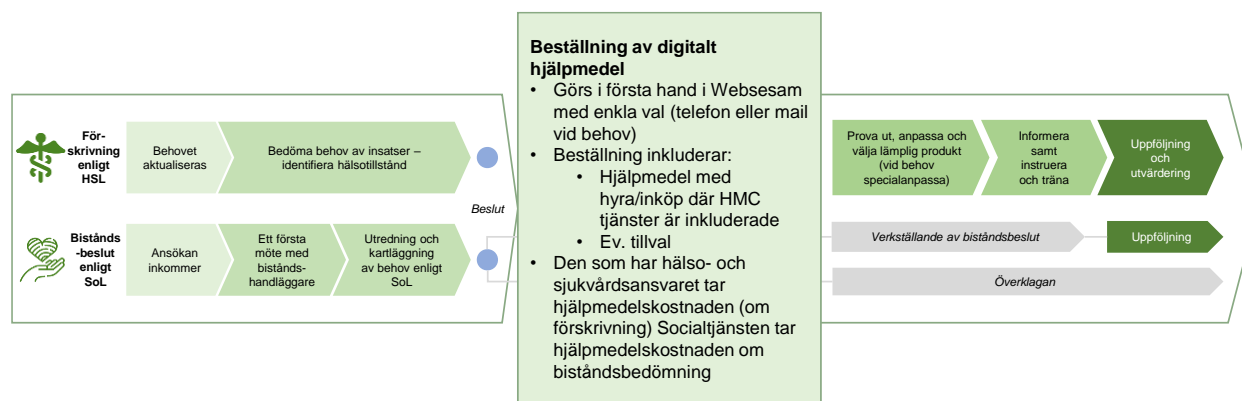 För-
skrivning
enligt
HSL
Behovet
aktualiseras
Bedöma behov av insatser –
identifiera hälsotillstånd
Bistånds
-beslut
enligt
SoL
Ansökan
inkommer
Ett första
möte med
bistånds-
handläggare
Utredning och
kartläggning
av behov enligt
SoL
Beslut
Beställning av digitalt
hjälpmedel
• Görs i första hand i Websesam
med enkla val (telefon eller mail
vid behov)
• Beställning inkluderar:
• Hjälpmedel med
hyra/inköp där HMC
tjänster är inkluderade
• Ev. tillval
• Den som har hälso- och
sjukvårdsansvaret tar
hjälpmedelskostnaden (om
förskrivning) Socialtjänsten tar
hjälpmedelskostnaden om
biståndsbedömning
Prova ut, anpassa och
välja lämplig produkt
(vid behov
specialanpassa)
Informera
samt
instruera
och träna
Uppföljning
och
utvärdering
Verkställande av biståndsbeslut
Uppföljning
Överklagan